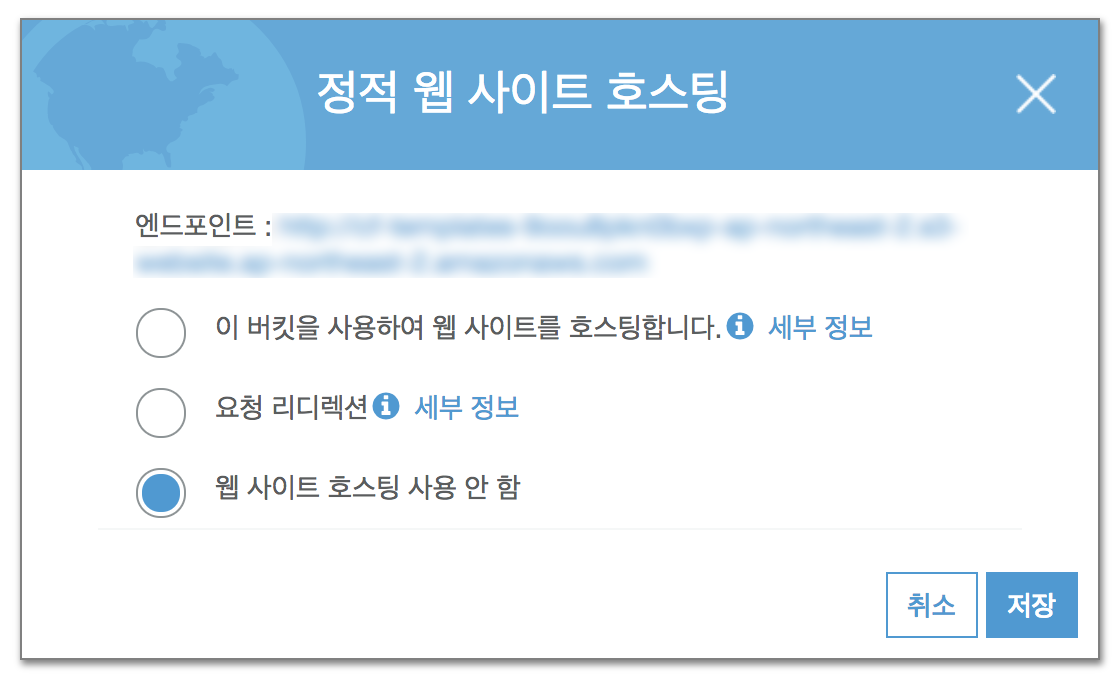 정적 웹 사이트 호스팅
엔드포인트 :
이 버킷을 사용하여 웹 사이트를 호스팅합니다. 세부 정보
요청 리디렉션 세부 정보
웹 사이트 호스팅 사용 안 함
취소 저장